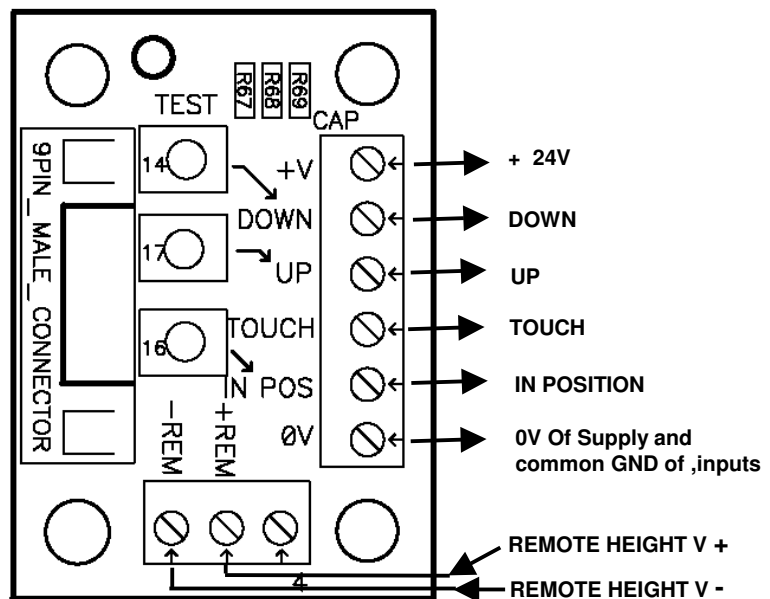 R67
R68
R69
TEST
CAP
9PIN_MALE_CONNECTOR
14
+V
+ 24V
DOWN
DOWN
17
UP
UP
TOUCH
TOUCH
16
IN POS
IN POSITION
-REM
+REM
0V
0V Of Supply and
common GND of ,inputs
REMOTE HEIGHT V +
4
REMOTE HEIGHT V -